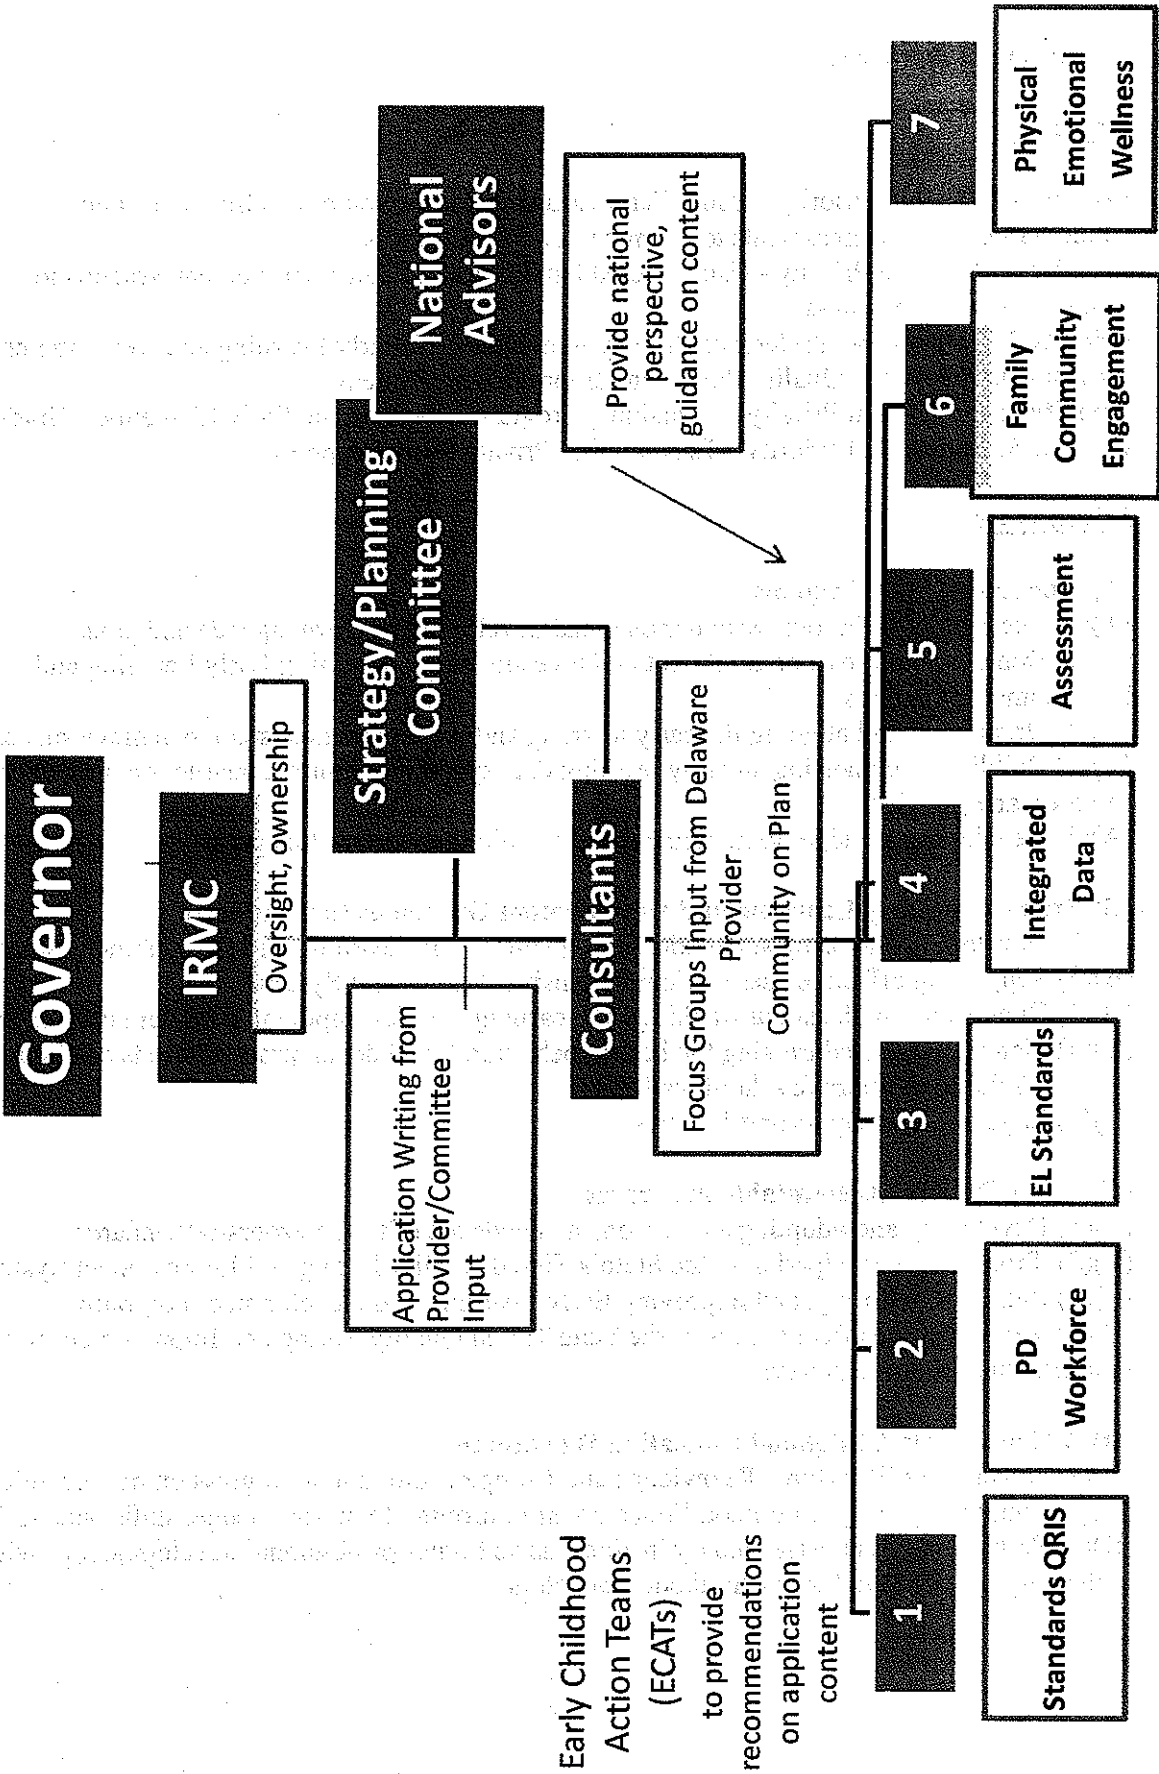 Governor
IRMC
Oversight, ownership
Strategy/Planning
Committee
National
Advisors
Application Writing from
Provider/Committee
Input
Provide national
perspective,
guidance on content
Consultants
Focus Groups Input from Delaware
Provider
Community on Plan
Early Childhood
Action Teams
(ECATs)
to provide
recommendations
on application
content
1
2
3
4
5
6
7
Standards QRIS
PD
Workforce
EL Standards
Integrated
Data
Assessment
Family
Community
Engagement
Physical
Emotional
Wellness